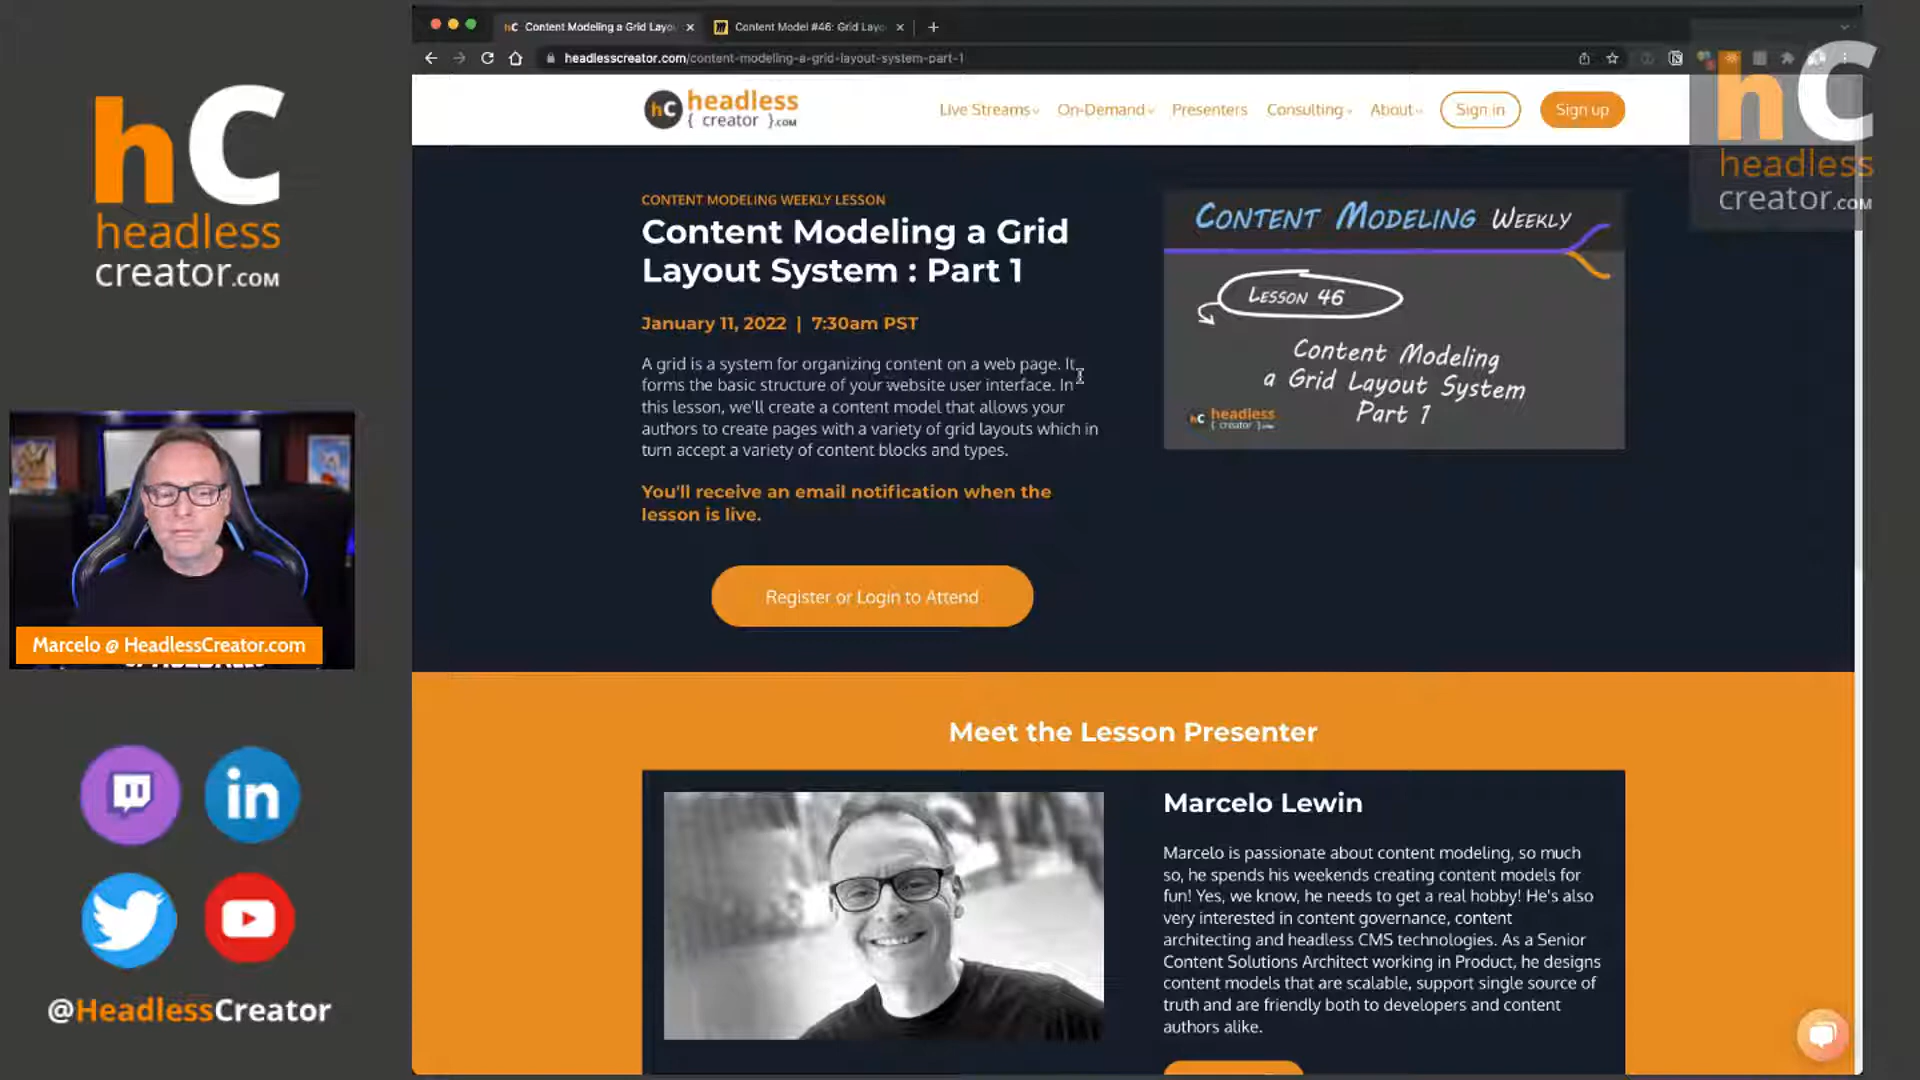 hC
headless
creator.COM
Marcelo @ HeadlessCreator.com
in
@HeadlessCreator
hC Content Modeling a Grid Layo
Content Model #46: Grid Layo
headlesscreator.com/content-modeling-a-grid-layout-system-part-1
hC headless
{ creator }.com
Live Streams
On-Demand
Presenters
Consulting
About
Sign in
Sign up
hC
headless
creator.COM
CONTENT MODELING WEEKLY LESSON
Content Modeling a Grid
Layout System : Part 1
January 11, 2022 | 7:30am PST
A grid is a system for organizing content on a web page. It
forms the basic structure of your website user interface. In
this lesson, we'll create a content model that allows your
authors to create pages with a variety of grid layouts which in
turn accept a variety of content blocks and types.
You'll receive an email notification when the
lesson is live.
Register or Login to Attend
CONTENT MODELING WEEKLY
LESSON 46
Content Modeling
a Grid Layout System
Part 1
hC headless
{ creator }.com
Meet the Lesson Presenter
Marcelo Lewin
Marcelo is passionate about content modeling, so much
so, he spends his weekends creating content models for
fun! Yes, we know, he needs to get a real hobby! He's also
very interested in content governance, content
architecting and headless CMS technologies. As a Senior
Content Solutions Architect working in Product, he designs
content models that are scalable, support single source of
truth and are friendly both to developers and content
authors alike.